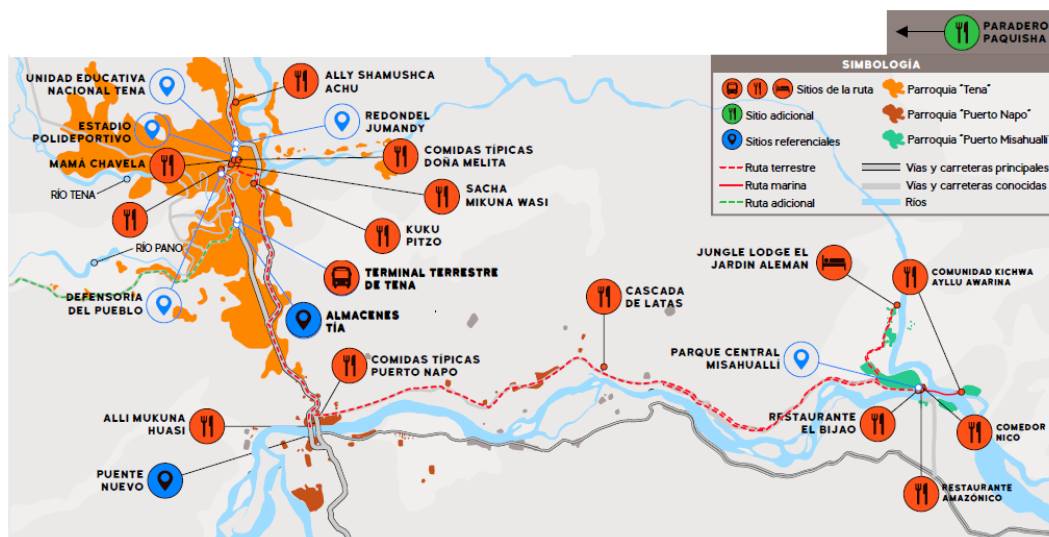 PARADERO
PAQUISHA
SIMBOLOGÍA
Sitios de la ruta
Sitio adicional
Sitios referenciales
Parroquia "Tena"
Parroquia "Puerto Napo"
Parroquia "Puerto Misahuallí"
Ruta terrestre
Ruta marina
Ruta adicional
Vías y carreteras principales
Vías y carreteras conocidas
Ríos
UNIDAD EDUCATIVA
NACIONAL TENA
ALLY SHAMUSHCA
ACHU
ESTADIO
POLIDEPORTIVO
REDONDEL
JUMANDY
MAMÁ CHAVELA
COMIDAS TÍPICAS
DOÑA MELITA
RÍO TENA
SACHA
MIKUNA WASI
KUKU
PITZO
RÍO PANO
TERMINAL TERRESTRE
DE TENA
DEFENSORÍA
DEL PUEBLO
ALMACENES
TÍA
JUNGLE LODGE EL
JARDIN ALEMAN
COMUNIDAD KICHWA
AYLLU AWARINA
CASCADA
DE LATAS
COMIDAS TÍPICAS
PUERTO NAPO
PARQUE CENTRAL
MISAHUALLÍ
ALLI MUKUNA
HUASI
RESTAURANTE
EL BIJAO
COMEDOR
NICO
PUENTE
NUEVO
RESTAURANTE
AMAZÓNICO